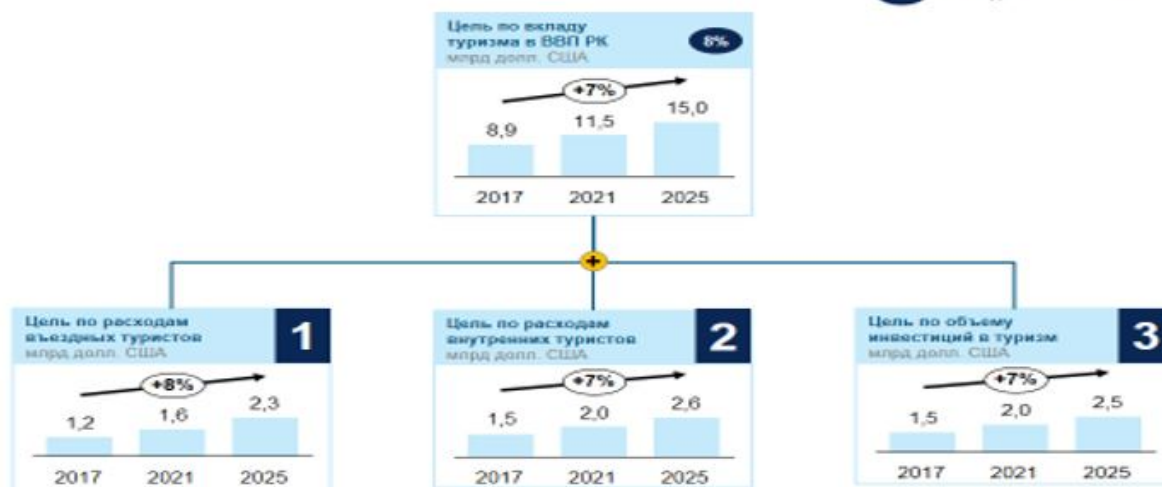 Цель по вкладу
туризма в ВВП РК
млрд долл. США
8%
+7%
8,9 11,5 15,0
2017 2021 2025
+
Цель по расходам
въездных туристов
млрд долл. США
1
+8%
1,2 1,6 2,3
2017 2021 2025
Цель по расходам
внутренних туристов
млрд долл. США
2
+7%
1,5 2,0 2,6
2017 2021 2025
Цель по объему
инвестиций в туризм
млрд долл. США
3
+7%
1,5 2,0 2,5
2017 2021 2025